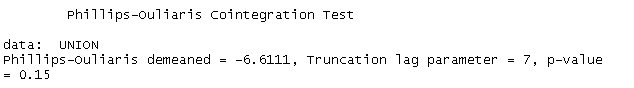 Phillips-Ouliaris Cointegration Test
data:  UNION
Phillips-Ouliaris demeaned = -6.6111, Truncation lag parameter = 7, p-value
= 0.15